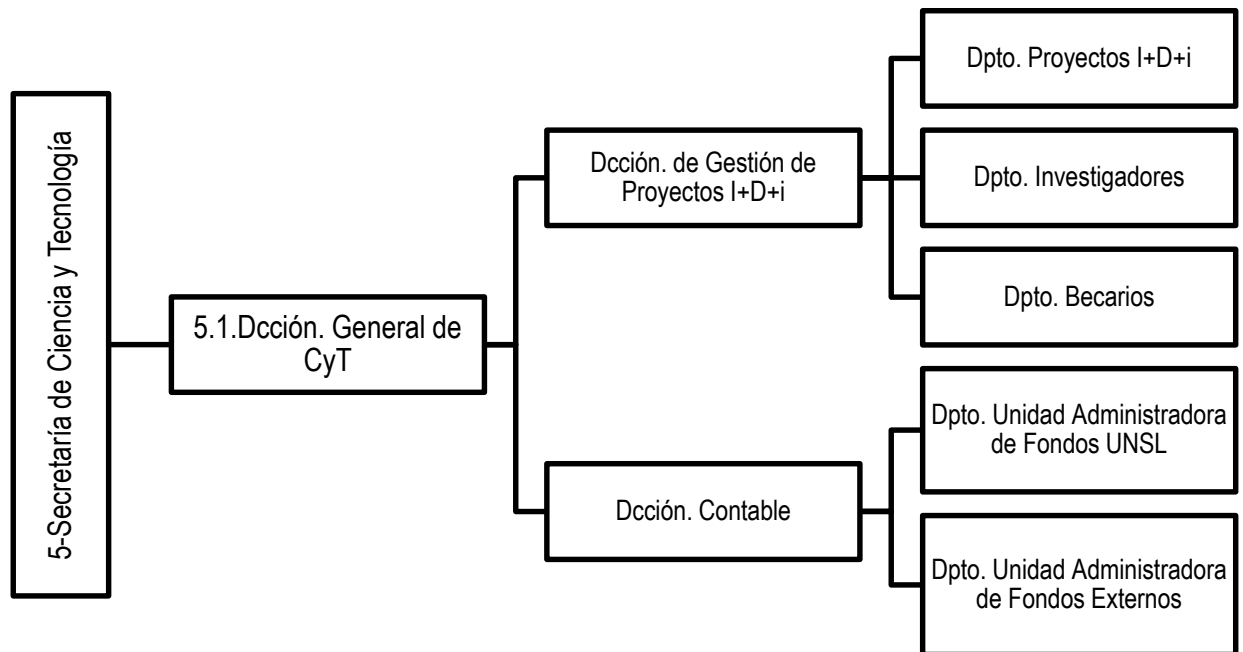 5-Secretaría de Ciencia y Tecnología
5.1.Dcción. General de
CyT
Dcción. de Gestión de
Proyectos I+D+i
Dpto. Proyectos I+D+i
Dpto. Investigadores
Dpto. Becarios
Dcción. Contable
Dpto. Unidad Administradora
de Fondos UNSL
Dpto. Unidad Administradora
de Fondos Externos